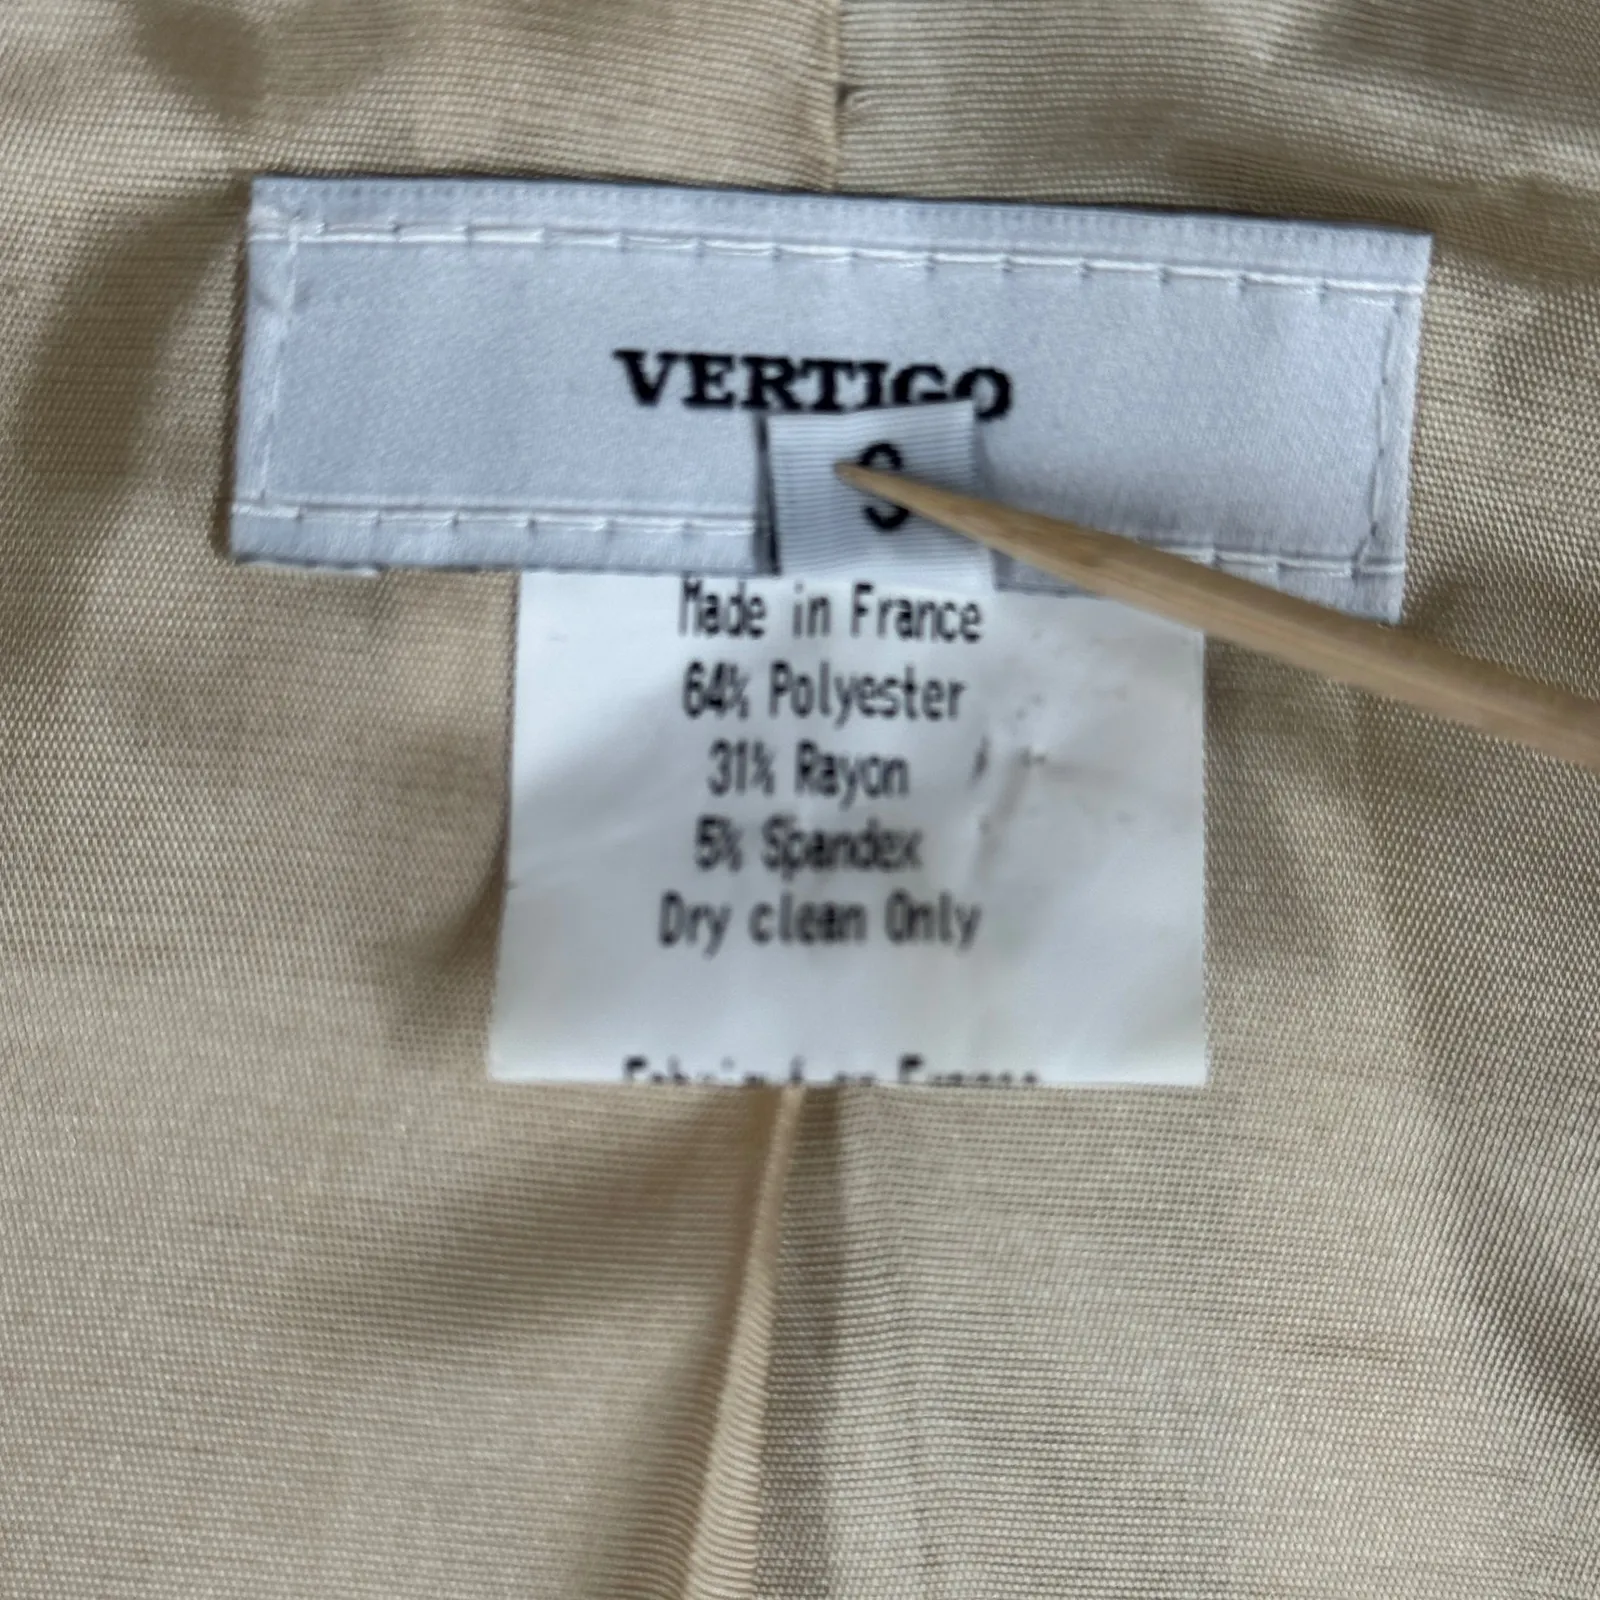 VERTIGO
S
Made in France
64% Polyester
31% Rayon
5% Spandex
Dry clean Only